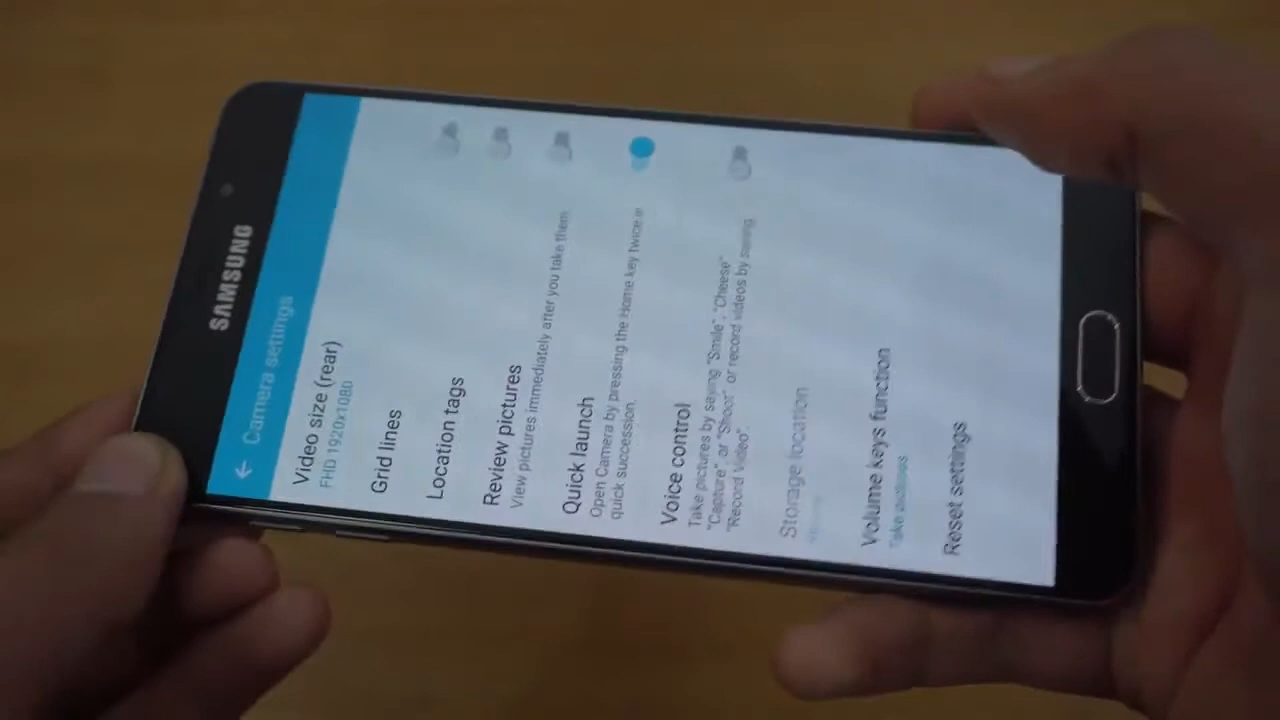 SAMSUNG
Camera settings
Video size (rear)
FHD 1920x1080
Grid lines
Location tags
Review pictures
View pictures immediately after you take them
Quick launch
Open Camera by pressing the Home key twice in
quick succession.
Voice control
Take pictures by saying "Smile", "Cheese",
"Capture" or "Shoot" or record videos by saying
"Record Video".
Storage location
Volume keys function
Take pictures
Reset settings